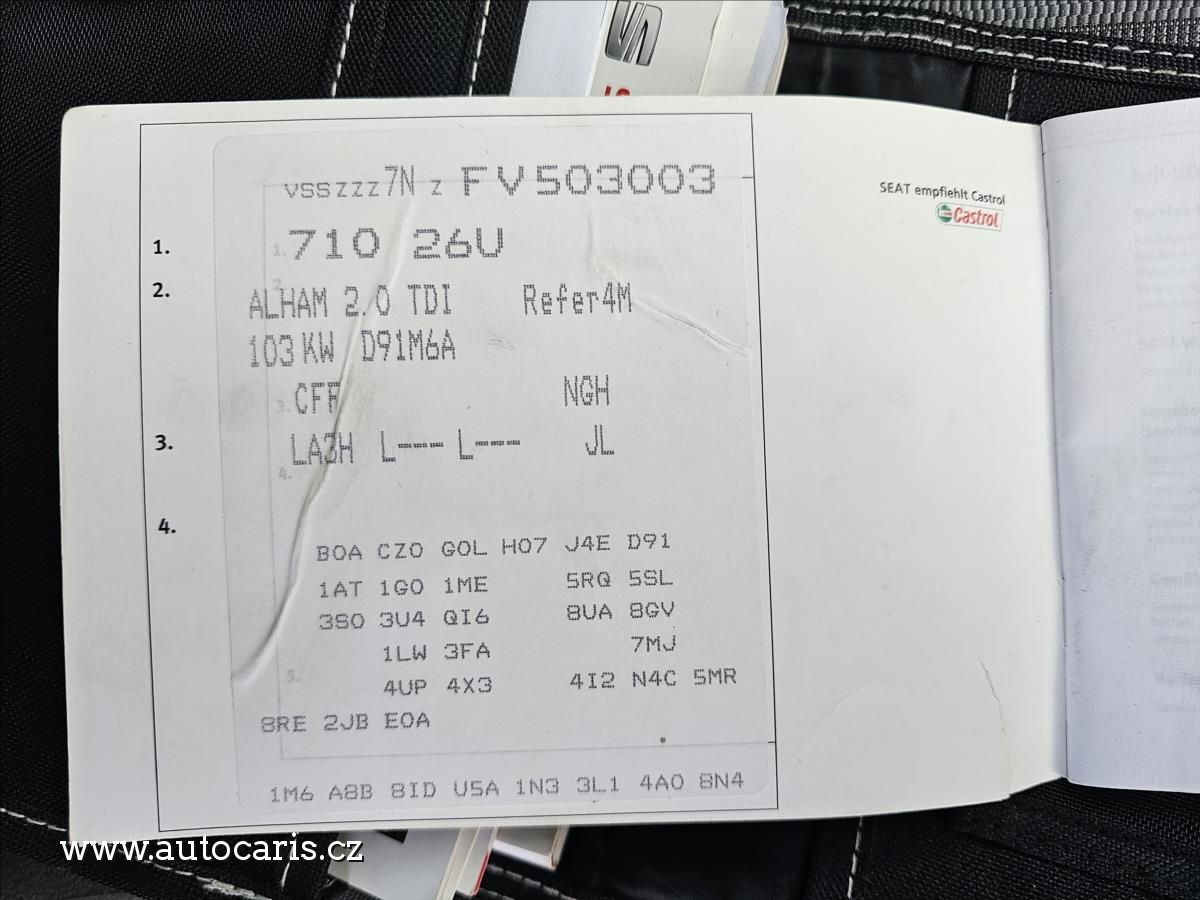 VSSZZZ7N Z FV503003
1. 710 26U
2. ALHAM 2.0 TDI Refer4M
103KW D91M6A
CFF NGH
3. LA3H L--- L--- JL
4.
BOA CZO GOL H07 J4E D91
1AT 1G0 1ME 5RQ 5SL
3S0 3U4 QI6 8UA 8GV
1LW 3FA 7MJ
4UP 4X3 4I2 N4C 5MR
8RE 2JB EOA
1M6 A8B 8ID U5A 1N3 3L1 4A0 8N4
SEAT empfiehlt Castrol
Castrol
www.autocaris.cz